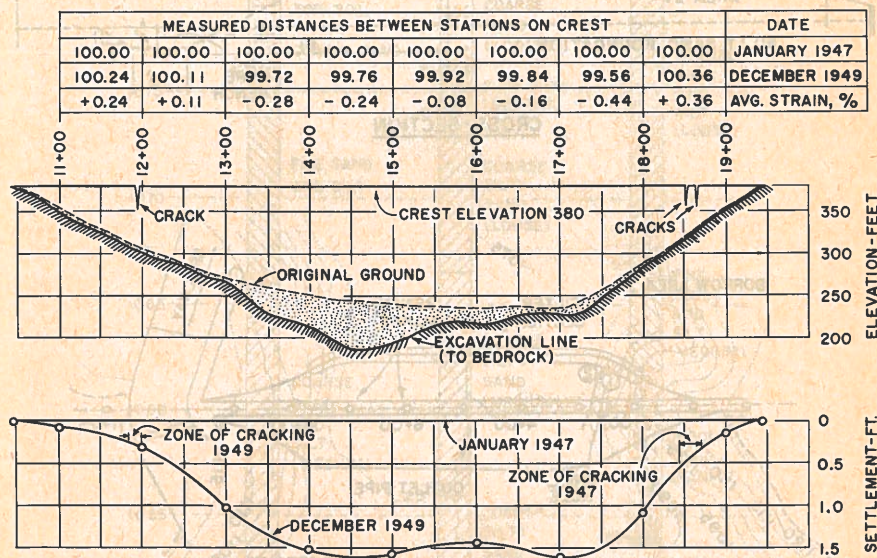 MEASURED DISTANCES BETWEEN STATIONS ON CREST DATE
100.00 100.00 100.00 100.00 100.00 100.00 100.00 100.00 JANUARY 1947
100.24 100.11 99.72 99.76 99.92 99.84 99.56 100.36 DECEMBER 1949
+0.24 +0.11 -0.28 -0.24 -0.08 -0.16 -0.44 +0.36 AVG. STRAIN, %
11+00 12+00 13+00 14+00 15+00 16+00 17+00 18+00 19+00
CRACK
CREST ELEVATION 380
CRACKS
350
300
250
200
ELEVATION-FEET
ORIGINAL GROUND
EXCAVATION LINE
(TO BEDROCK)
ZONE OF CRACKING
1949
JANUARY 1947
ZONE OF CRACKING
1947
DECEMBER 1949
0
0.5
1.0
1.5
SETTLEMENT-FT.
CROSS SECTION